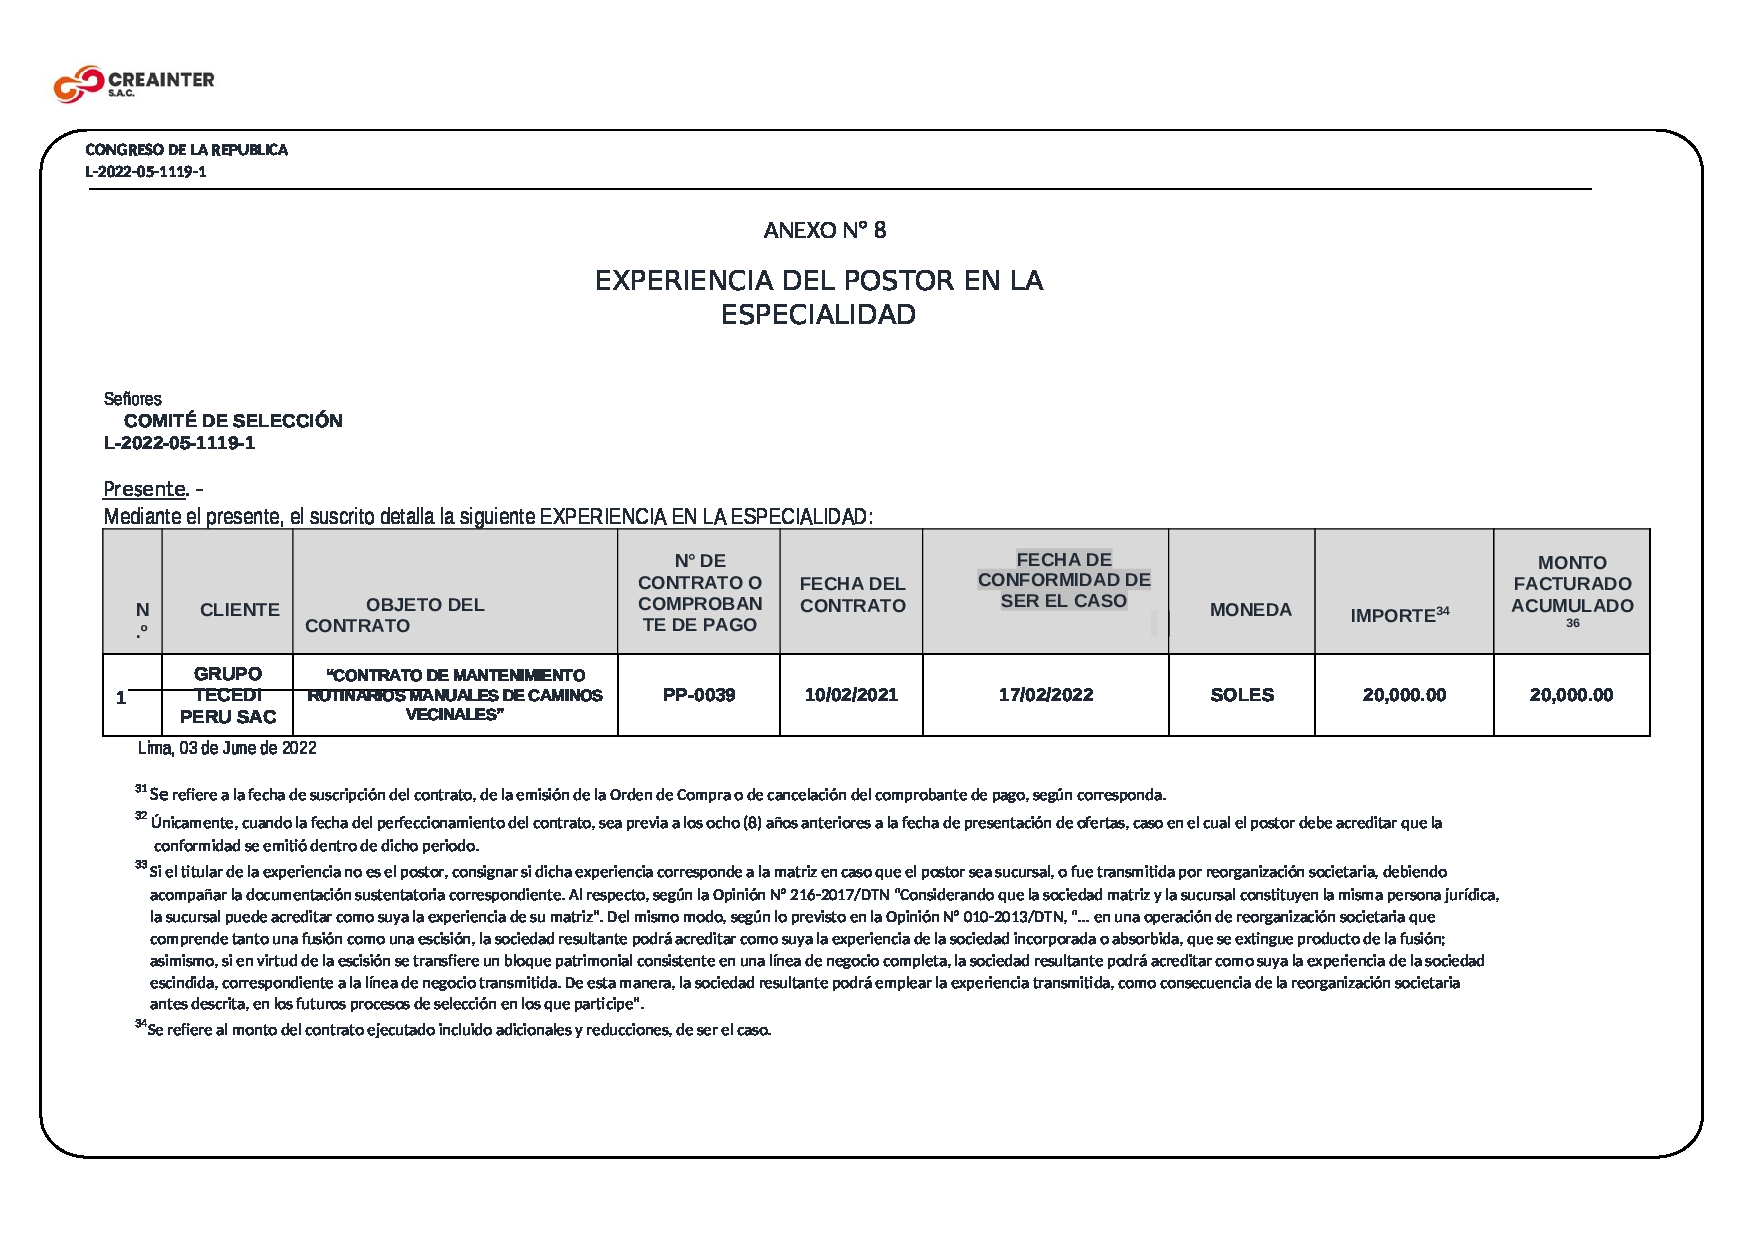 CREAINTER
S.A.C.
CONGRESO DE LA REPUBLICA
L-2022-05-1119-1
ANEXO Nº 8
EXPERIENCIA DEL POSTOR EN LA
ESPECIALIDAD
Señores
COMITÉ DE SELECCIÓN
L-2022-05-1119-1
Presente. -
Mediante el presente, el suscrito detalla la siguiente EXPERIENCIA EN LA ESPECIALIDAD:
N
.º
CLIENTE
OBJETO DEL
CONTRATO
Nº DE
CONTRATO O
COMPROBAN
TE DE PAGO
FECHA DEL
CONTRATO
FECHA DE
CONFORMIDAD DE
SER EL CASO
MONEDA
IMPORTE34
MONTO
FACTURADO
ACUMULADO
36
1
GRUPO
TECEDI
PERU SAC
“CONTRATO DE MANTENIMIENTO
RUTINARIOS MANUALES DE CAMINOS
VECINALES”
PP-0039
10/02/2021
17/02/2022
SOLES
20,000.00
20,000.00
Lima, 03 de June de 2022
31 Se refiere a la fecha de suscripción del contrato, de la emisión de la Orden de Compra o de cancelación del comprobante de pago, según corresponda.
32 Únicamente, cuando la fecha del perfeccionamiento del contrato, sea previa a los ocho (8) años anteriores a la fecha de presentación de ofertas, caso en el cual el postor debe acreditar que la
conformidad se emitió dentro de dicho periodo.
33 Si el titular de la experiencia no es el postor, consignar si dicha experiencia corresponde a la matriz en caso que el postor sea sucursal, o fue transmitida por reorganización societaria, debiendo
acompañar la documentación sustentatoria correspondiente. Al respecto, según la Opinión Nº 216-2017/DTN "Considerando que la sociedad matriz y la sucursal constituyen la misma persona jurídica,
la sucursal puede acreditar como suya la experiencia de su matriz". Del mismo modo, según lo previsto en la Opinión Nº 010-2013/DTN, "... en una operación de reorganización societaria que
comprende tanto una fusión como una escisión, la sociedad resultante podrá acreditar como suya la experiencia de la sociedad incorporada o absorbida, que se extingue producto de la fusión;
asimismo, si en virtud de la escisión se transfiere un bloque patrimonial consistente en una línea de negocio completa, la sociedad resultante podrá acreditar como suya la experiencia de la sociedad
escindida, correspondiente a la línea de negocio transmitida. De esta manera, la sociedad resultante podrá emplear la experiencia transmitida, como consecuencia de la reorganización societaria
antes descrita, en los futuros procesos de selección en los que participe".
34Se refiere al monto del contrato ejecutado incluido adicionales y reducciones, de ser el caso.